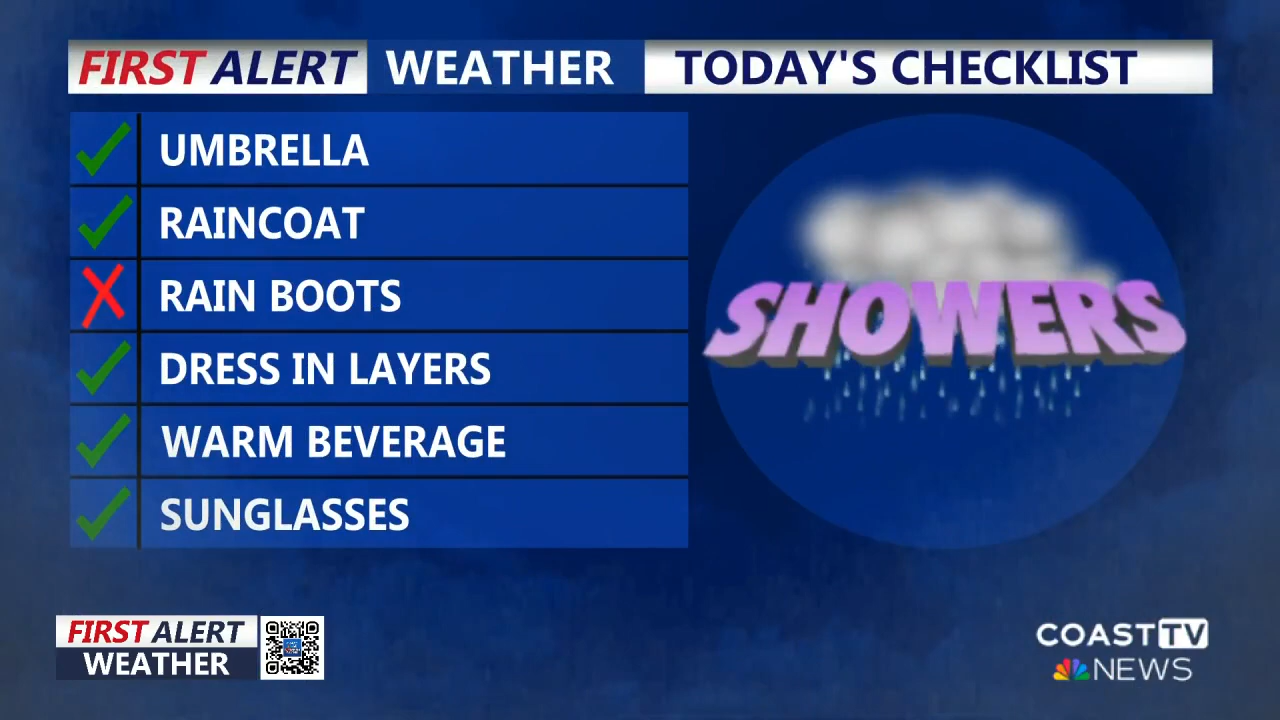 FIRST ALERT WEATHER TODAY'S CHECKLIST
UMBRELLA
RAINCOAT
RAIN BOOTS
DRESS IN LAYERS
WARM BEVERAGE
SUNGLASSES
SHOWERS
FIRST ALERT
WEATHER
COAST TV
NEWS